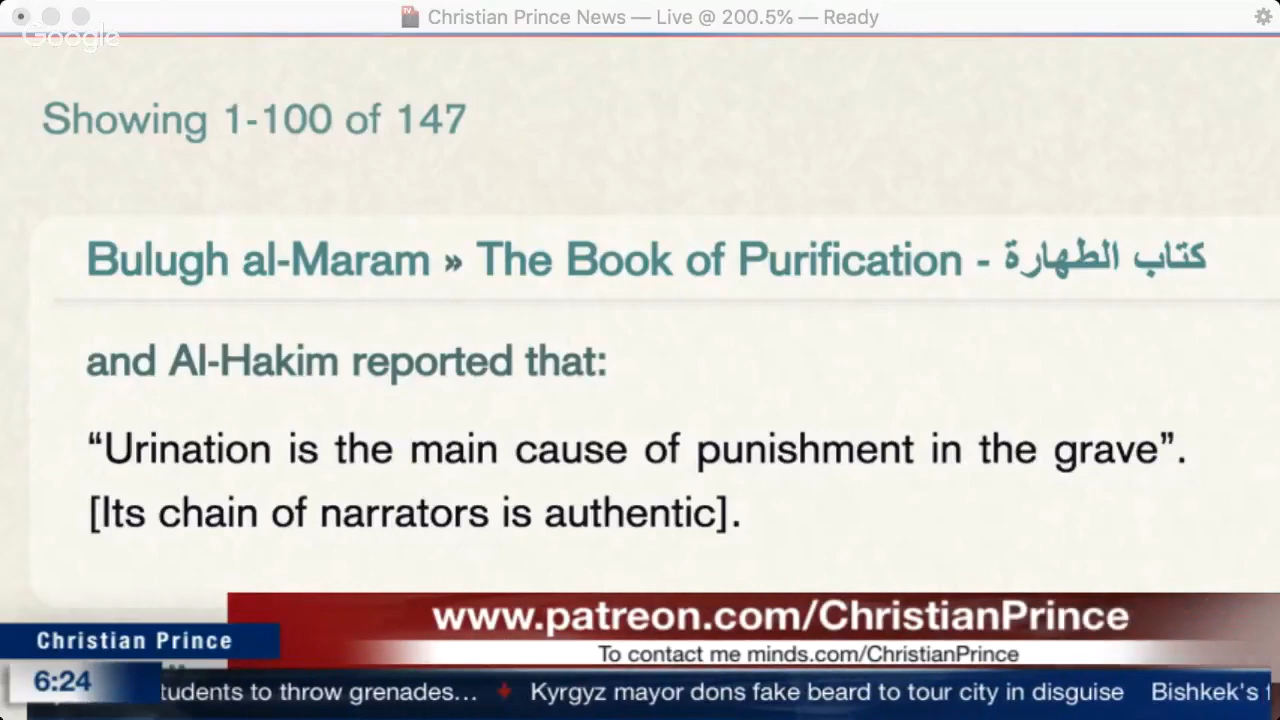 Christian Prince News — Live @ 200.5% — Ready
Google
Showing 1-100 of 147
Bulugh al-Maram » The Book of Purification - كتاب الطهارة
and Al-Hakim reported that:
“Urination is the main cause of punishment in the grave”.
[Its chain of narrators is authentic].
www.patreon.com/ChristianPrince
Christian Prince
To contact me minds.com/ChristianPrince
6:24
tudents to throw grenades... Kyrgyz mayor dons fake beard to tour city in disguise Bishkek's